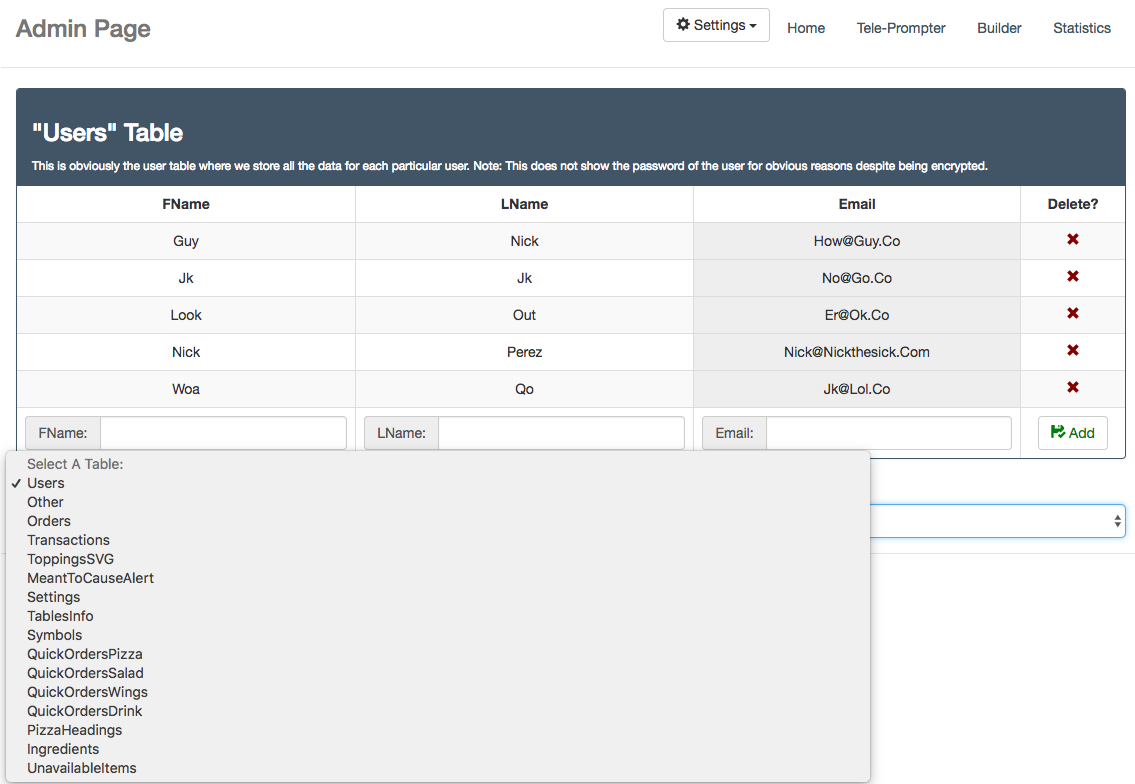 Admin Page
Settings Home Tele-Prompter Builder Statistics
"Users" Table
This is obviously the user table where we store all the data for each particular user. Note: This does not show the password of the user for obvious reasons despite being encrypted.
FName LName Email Delete?
Guy Nick How@Guy.Co
Jk Jk No@Go.Co
Look Out Er@Ok.Co
Nick Perez Nick@Nickthesick.Com
Woa Qo Jk@Lol.Co
FName: LName: Email: Add
Select A Table:
Users
Other
Orders
Transactions
ToppingsSVG
MeantToCauseAlert
Settings
TablesInfo
Symbols
QuickOrdersPizza
QuickOrdersSalad
QuickOrdersWings
QuickOrdersDrink
PizzaHeadings
Ingredients
UnavailableItems